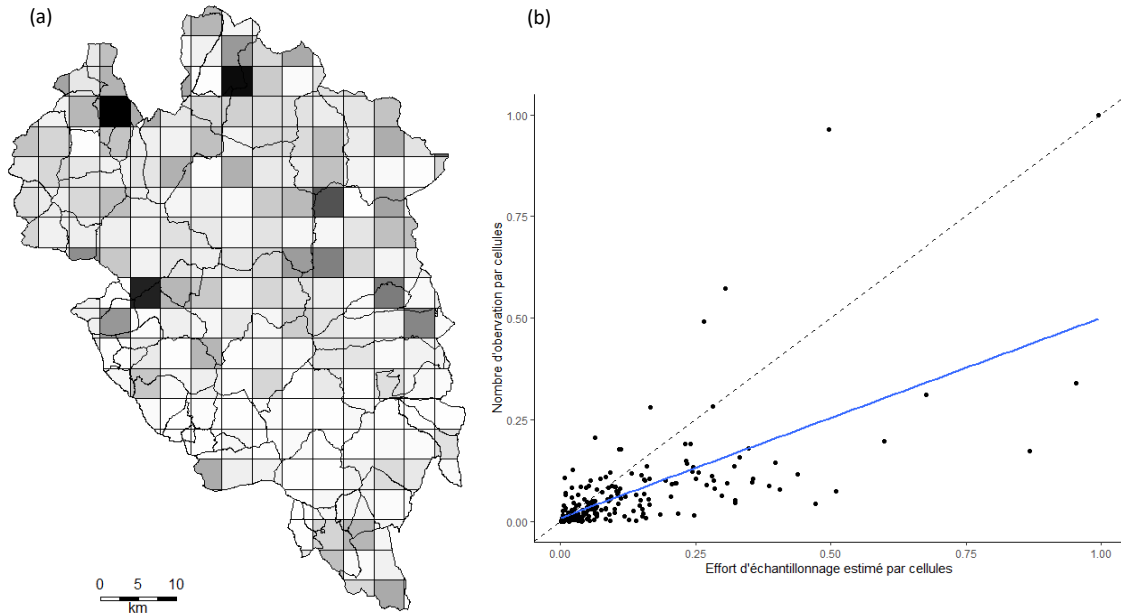 (a)
(b)
1.00
0.75
0.50
0.25
0.00
Nombre d'obervation par cellules
0.00 0.25 0.50 0.75 1.00
Effort d'échantillonnage estimé par cellules
0 5 10
km